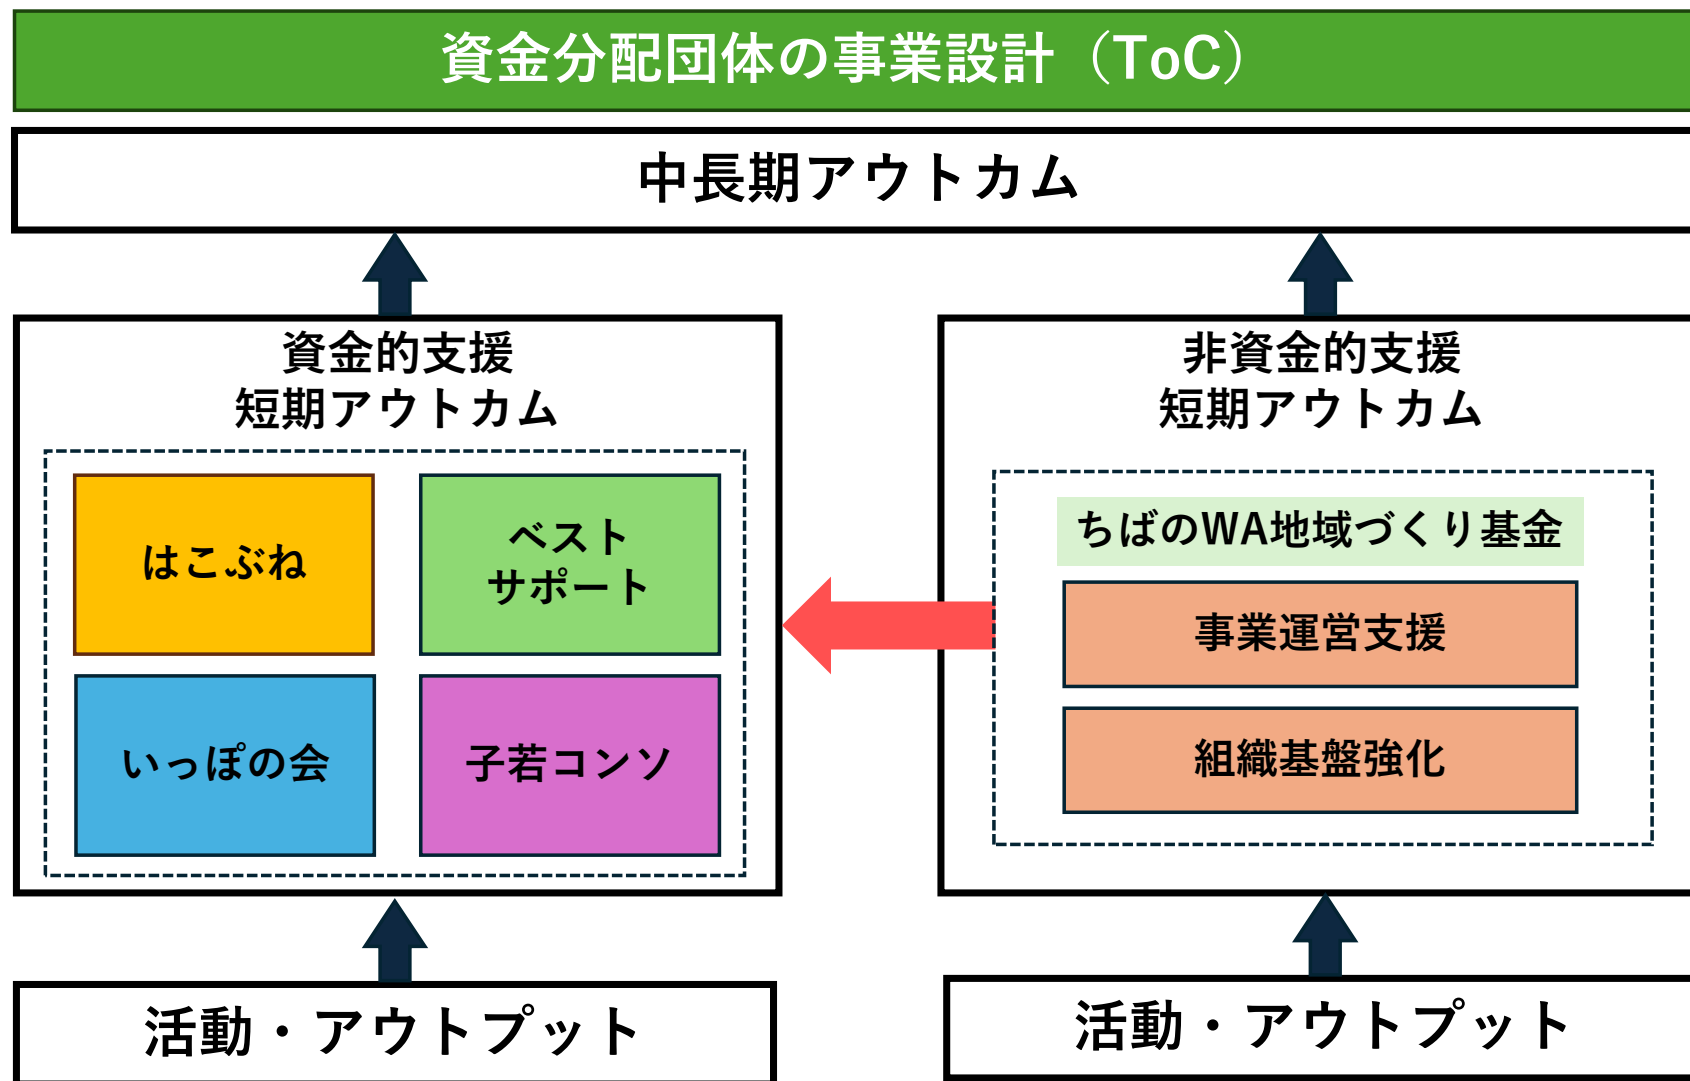 資金分配団体の事業設計（ToC）
中長期アウトカム
資金的支援
短期アウトカム
はこぶね
ベスト
サポート
いっぽの会
子若コンソ
活動・アウトプット
非資金的支援
短期アウトカム
ちばのWA地域づくり基金
事業運営支援
組織基盤強化
活動・アウトプット